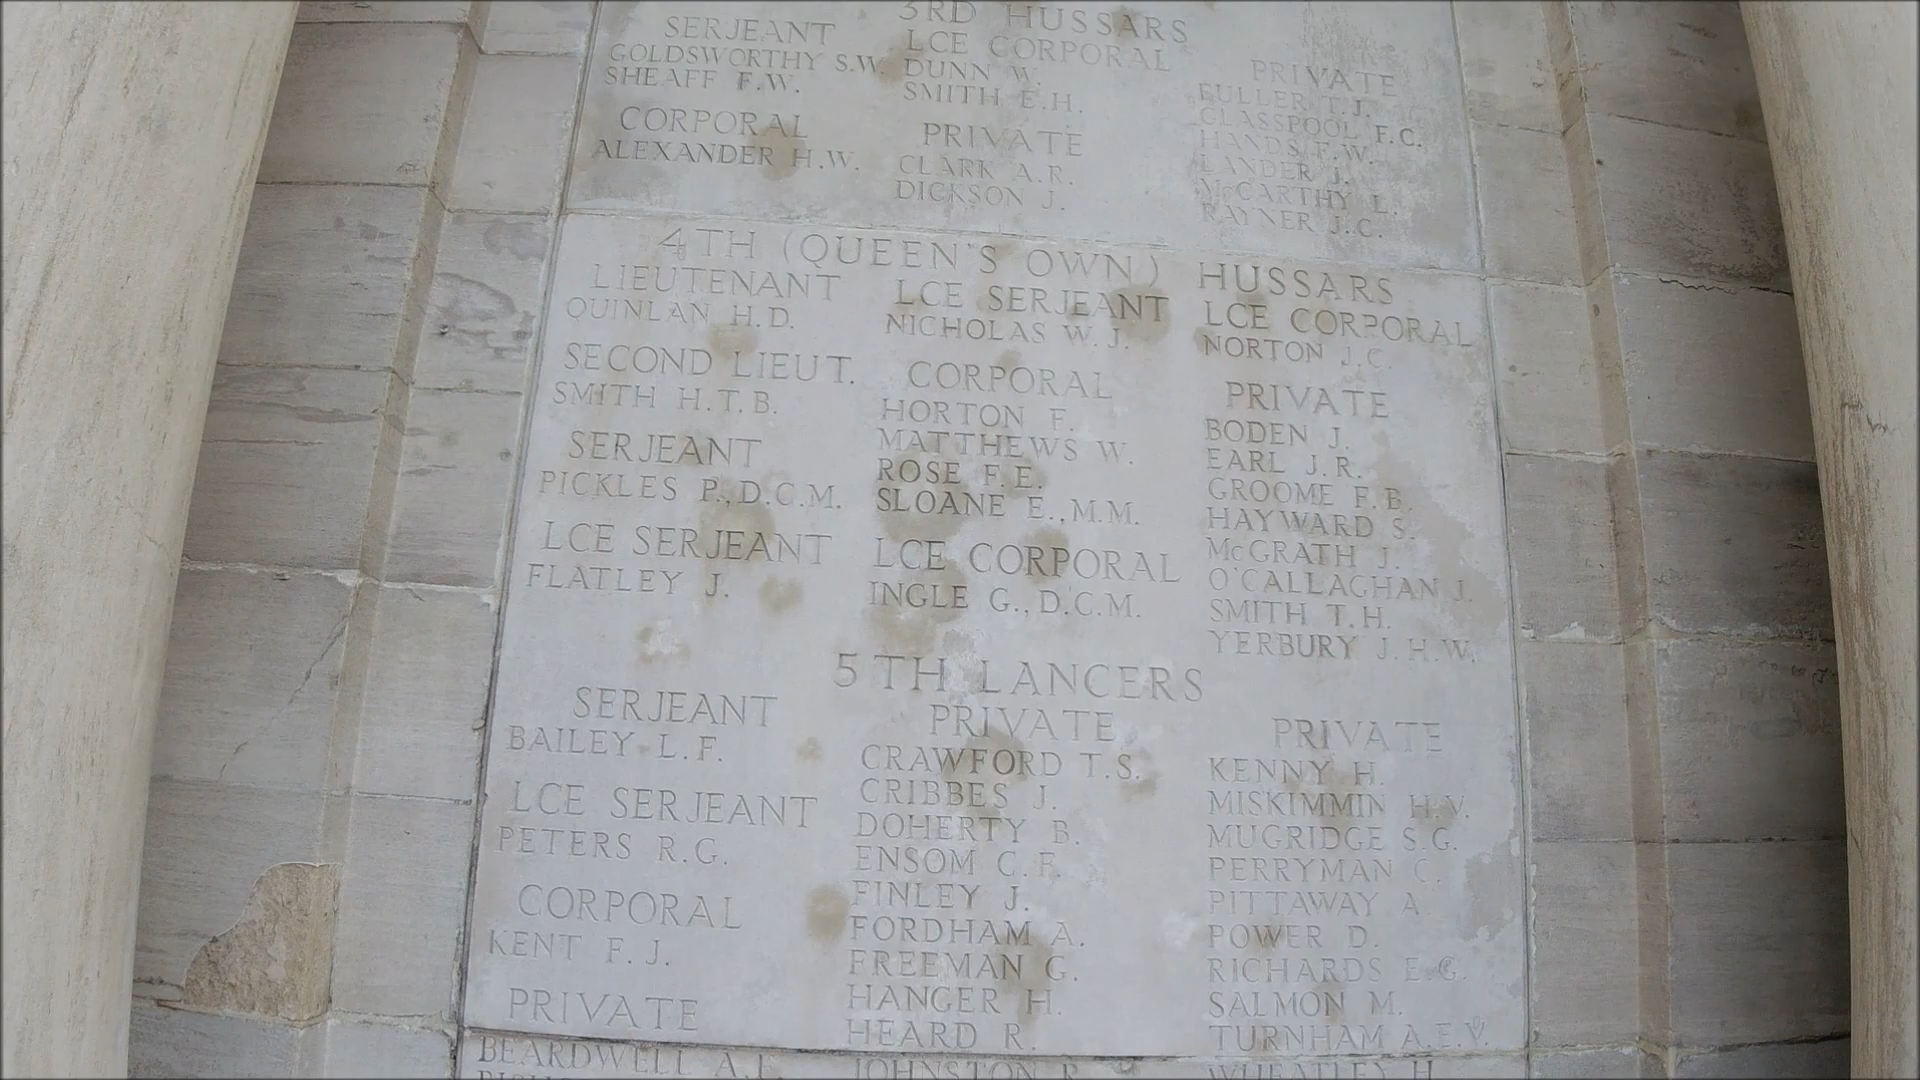 3RD HUSSARS
SERJEANT
GOLDSWORTHY S.W.
SHEAFF F.W.
CORPORAL
ALEXANDER H.W.
LCE CORPORAL
DUNN W.
SMITH E.H.
PRIVATE
CLARK A.R.
DICKSON J.
PRIVATE
FULLER T.J.
GLASSPOOL F.C.
HANDS F.W.
LANDER J.
McCARTHY L.
RAYNER J.C.
4TH (QUEEN'S OWN) HUSSARS
LIEUTENANT
QUINLAN H.D.
SECOND LIEUT.
SMITH H.T.B.
SERJEANT
PICKLES P., D.C.M.
LCE SERJEANT
FLATLEY J.
LCE SERJEANT
NICHOLAS W.J.
CORPORAL
HORTON F.
MATTHEWS W.
ROSE F.E.
SLOANE E., M.M.
LCE CORPORAL
INGLE G., D.C.M.
LCE CORPORAL
NORTON J.C.
PRIVATE
BODEN J.
EARL J.R.
GROOME F.B.
HAYWARD S.
McGRATH J.
O'CALLAGHAN J.
SMITH T.H.
YERBURY J.H.W.
5TH LANCERS
SERJEANT
BAILEY L.F.
LCE SERJEANT
PETERS R.G.
CORPORAL
KENT F.J.
PRIVATE
BEARDWELL A.E.
PRIVATE
CRAWFORD T.S.
CRIBBES J.
DOHERTY B.
ENSOM C.F.
FINLEY J.
FORDHAM A.
FREEMAN G.
HANGER H.
HEARD R.
JOHNSTON R.
PRIVATE
KENNY H.
MISKIMMIN H.V.
MUGRIDGE S.G.
PERRYMAN C.
PITTAWAY A.
POWER D.
RICHARDS E.G.
SALMON M.
TURNHAM A.E.V.
WHEATLEY H.